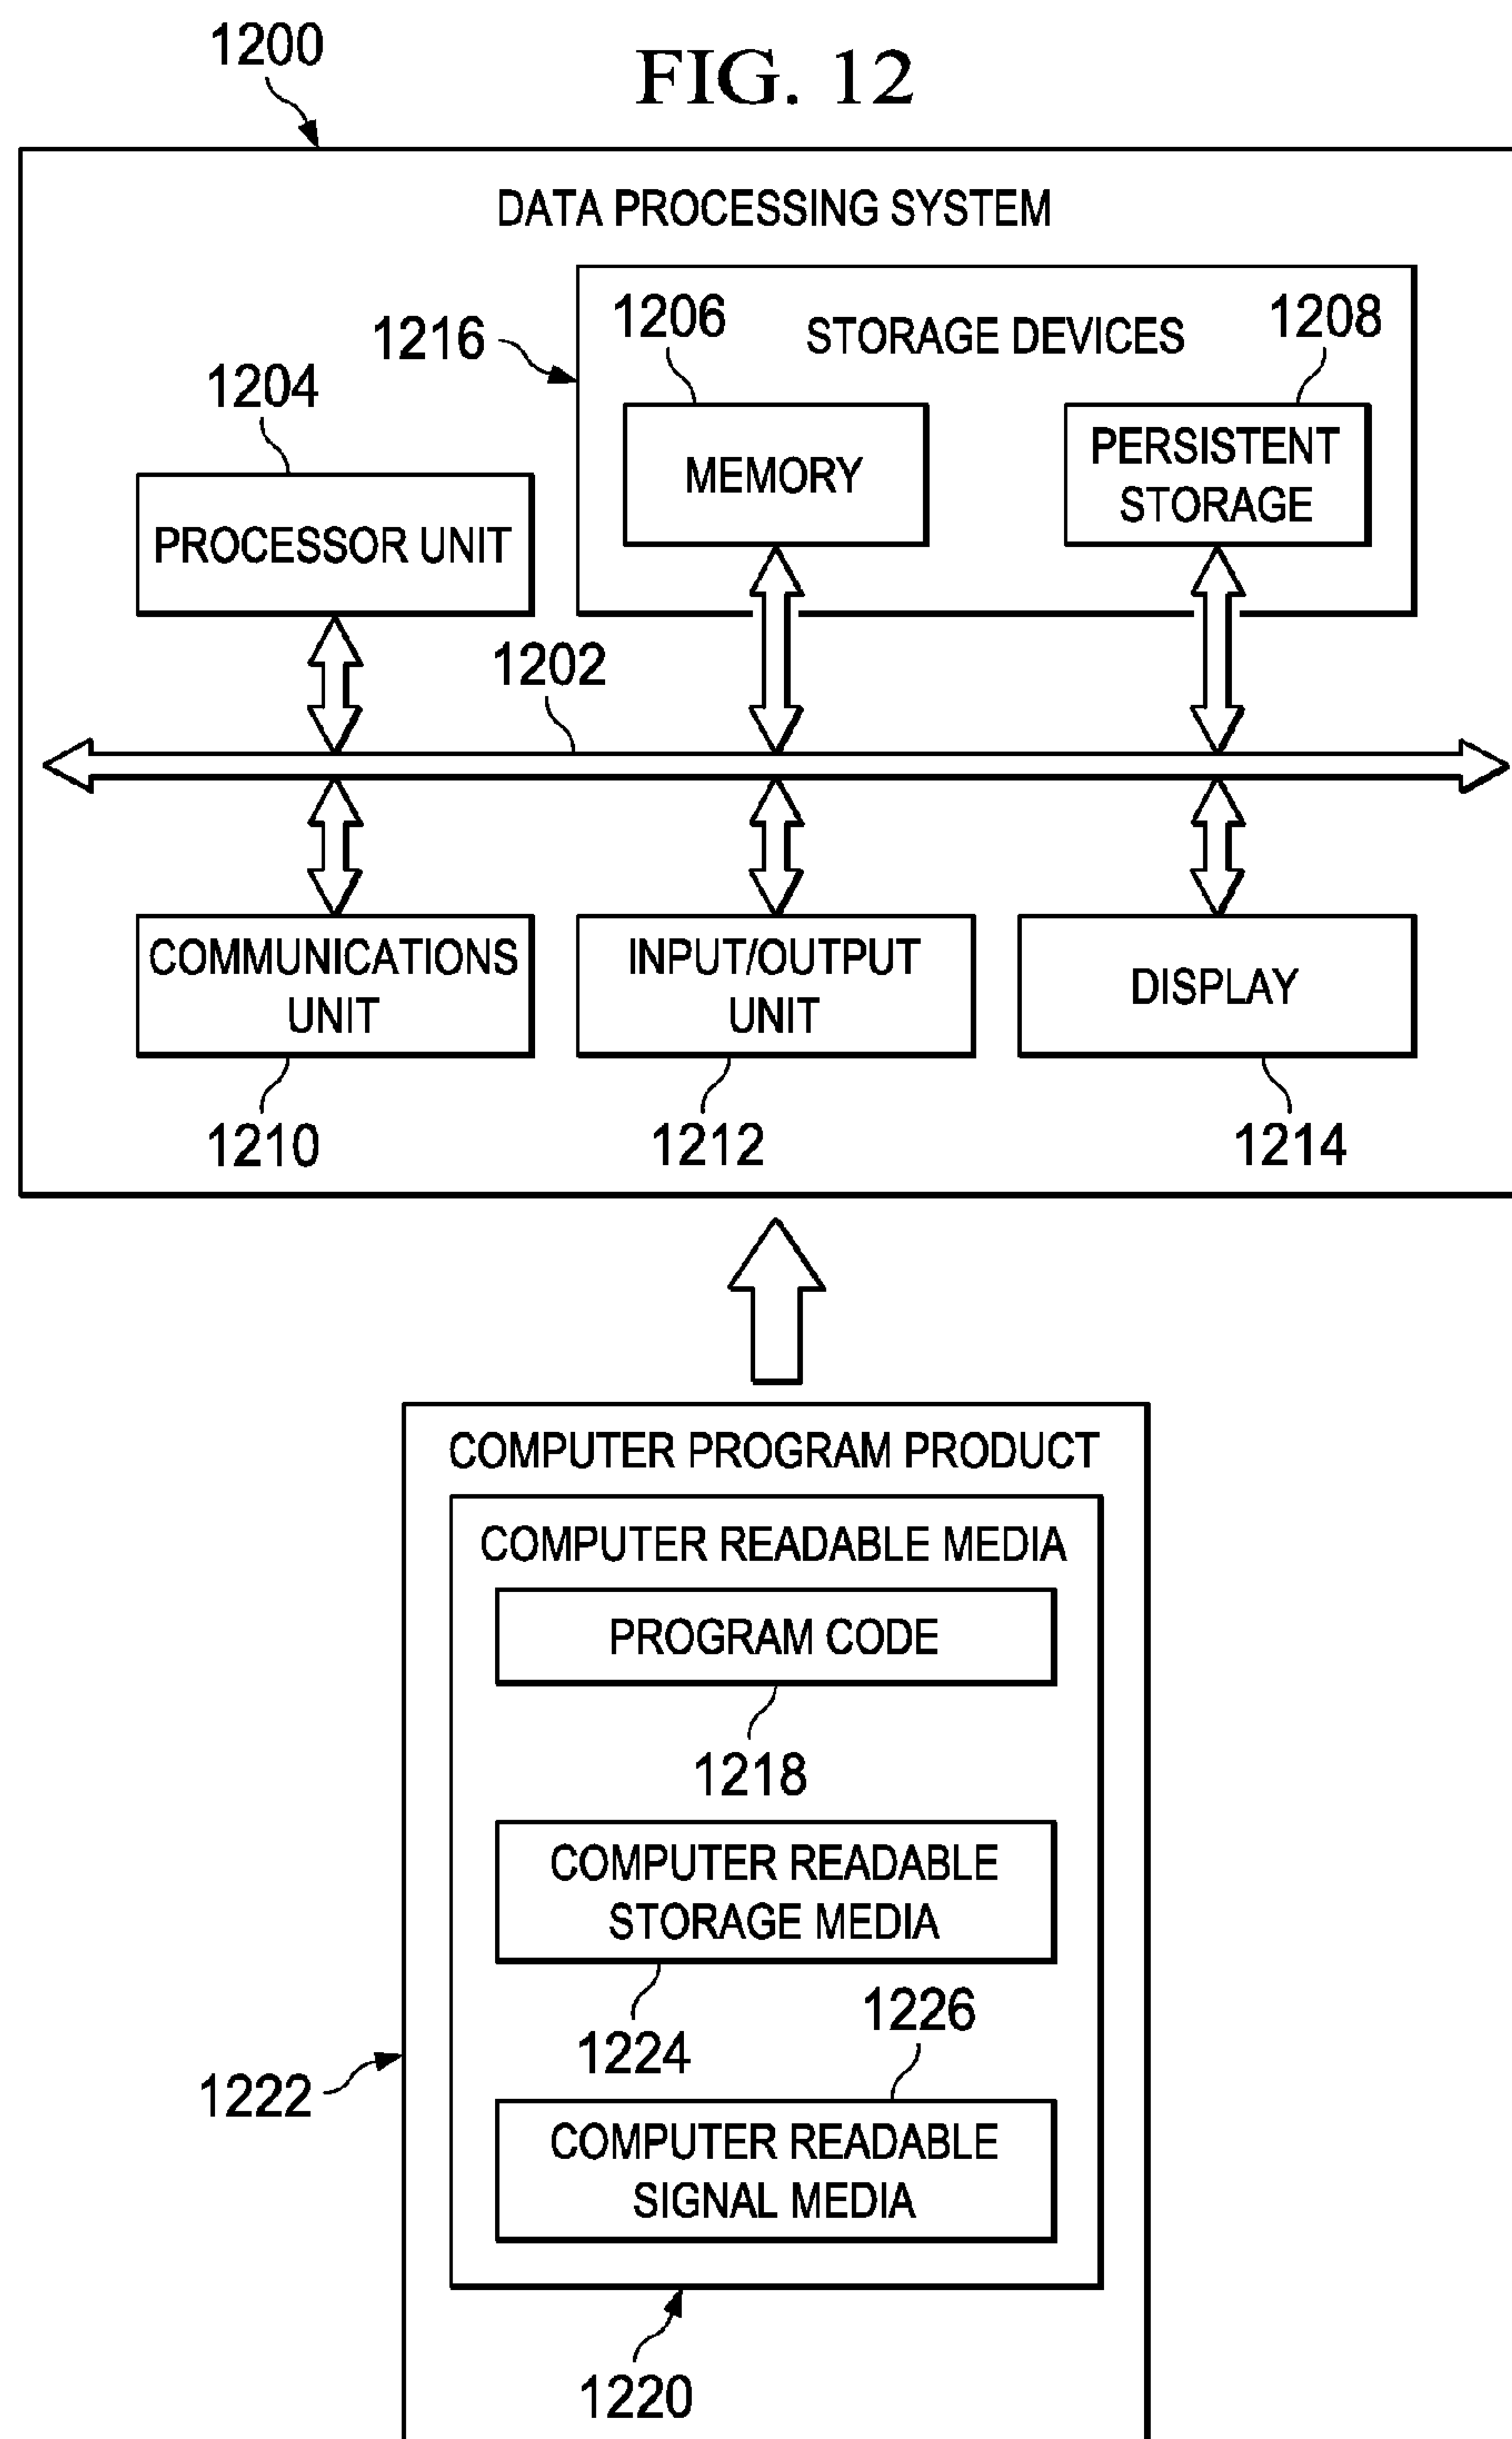 1200
FIG. 12
DATA PROCESSING SYSTEM
1216
1206
STORAGE DEVICES
1208
1204
MEMORY
PERSISTENT
STORAGE
PROCESSOR UNIT
1202
COMMUNICATIONS
UNIT
INPUT/OUTPUT
UNIT
DISPLAY
1210
1212
1214
COMPUTER PROGRAM PRODUCT
COMPUTER READABLE MEDIA
PROGRAM CODE
1218
COMPUTER READABLE
STORAGE MEDIA
1224
1226
1222
COMPUTER READABLE
SIGNAL MEDIA
1220